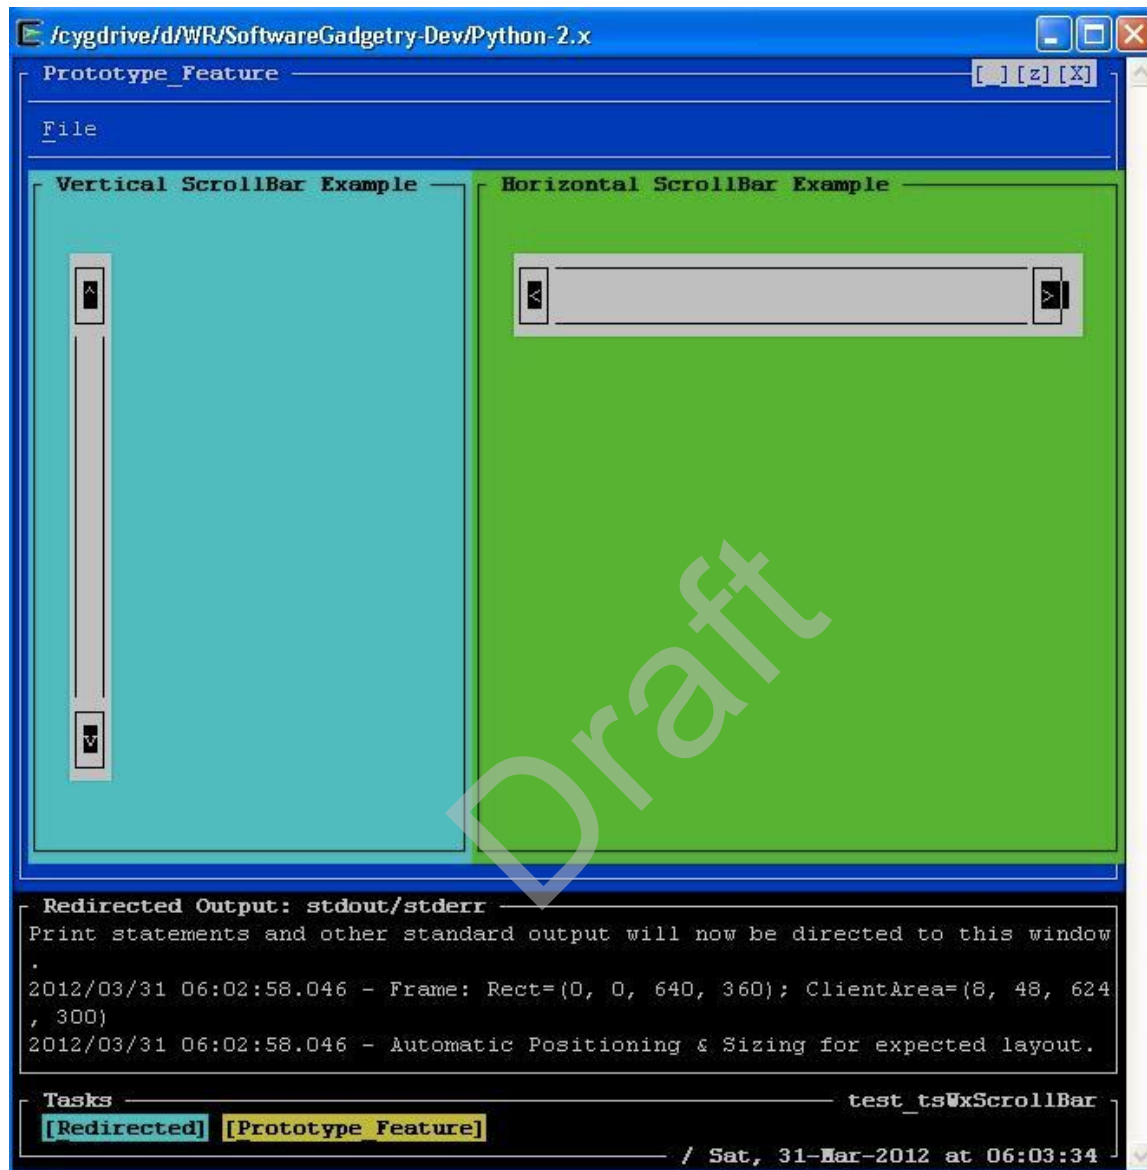 /cygdrive/d/WR/SoftwareGadgetry-Dev/Python-2.x
Prototype_Feature [_][z][X]
File
Vertical ScrollBar Example
Horizontal ScrollBar Example
^
< >
v
Draft
Redirected Output: stdout/stderr
Print statements and other standard output will now be directed to this window
.
2012/03/31 06:02:58.046 - Frame: Rect=(0, 0, 640, 360); ClientArea=(8, 48, 624
, 300)
2012/03/31 06:02:58.046 - Automatic Positioning & Sizing for expected layout.
Tasks test_tsWxScrollBar
[Redirected] [Prototype_Feature]
/ Sat, 31-Mar-2012 at 06:03:34